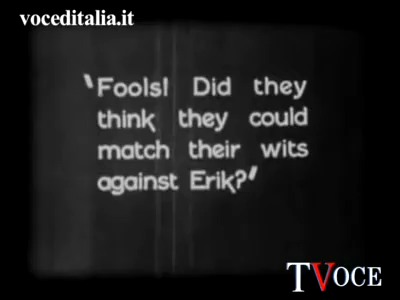 voceditalia.it
"Fools! Did they
think they could
match their wits
against Erik?"
TVOCE